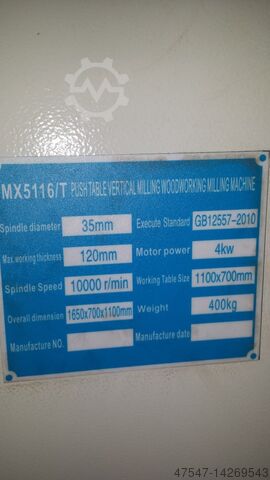 MX5116/T PUSH TABLE VERTICAL MILLING WOODWORKING MILLING MACHINE
Spindle diameter 35mm Execute Standard GB12557-2010
Max. working thickness 120mm Motor power 4kw
Spindle Speed 10000 r/min Working Table Size 1100x700mm
Overall dimension 1650x700x1100mm Weight 400kg
Manufacture NO. Manufacture date
47547-14269543